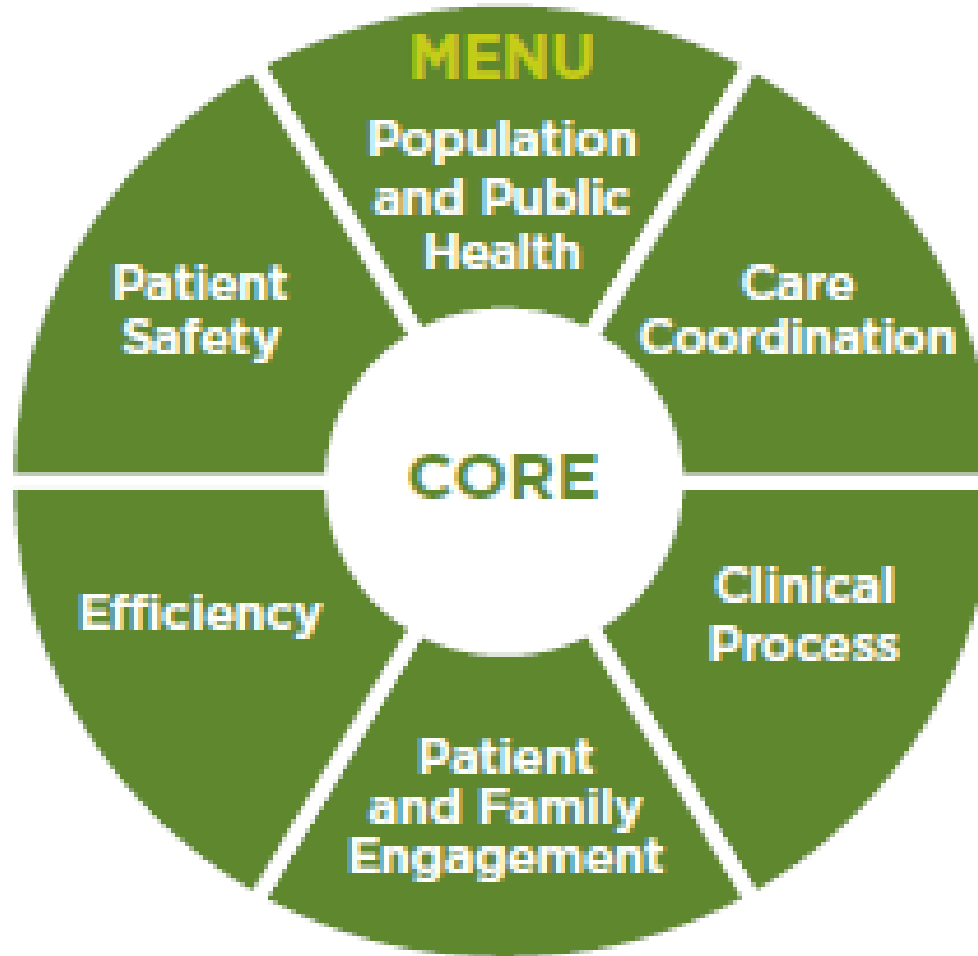 MENU
Population
and Public
Health
Care
Coordination
Clinical
Process
Patient
and Family
Engagement
Efficiency
Patient
Safety
CORE